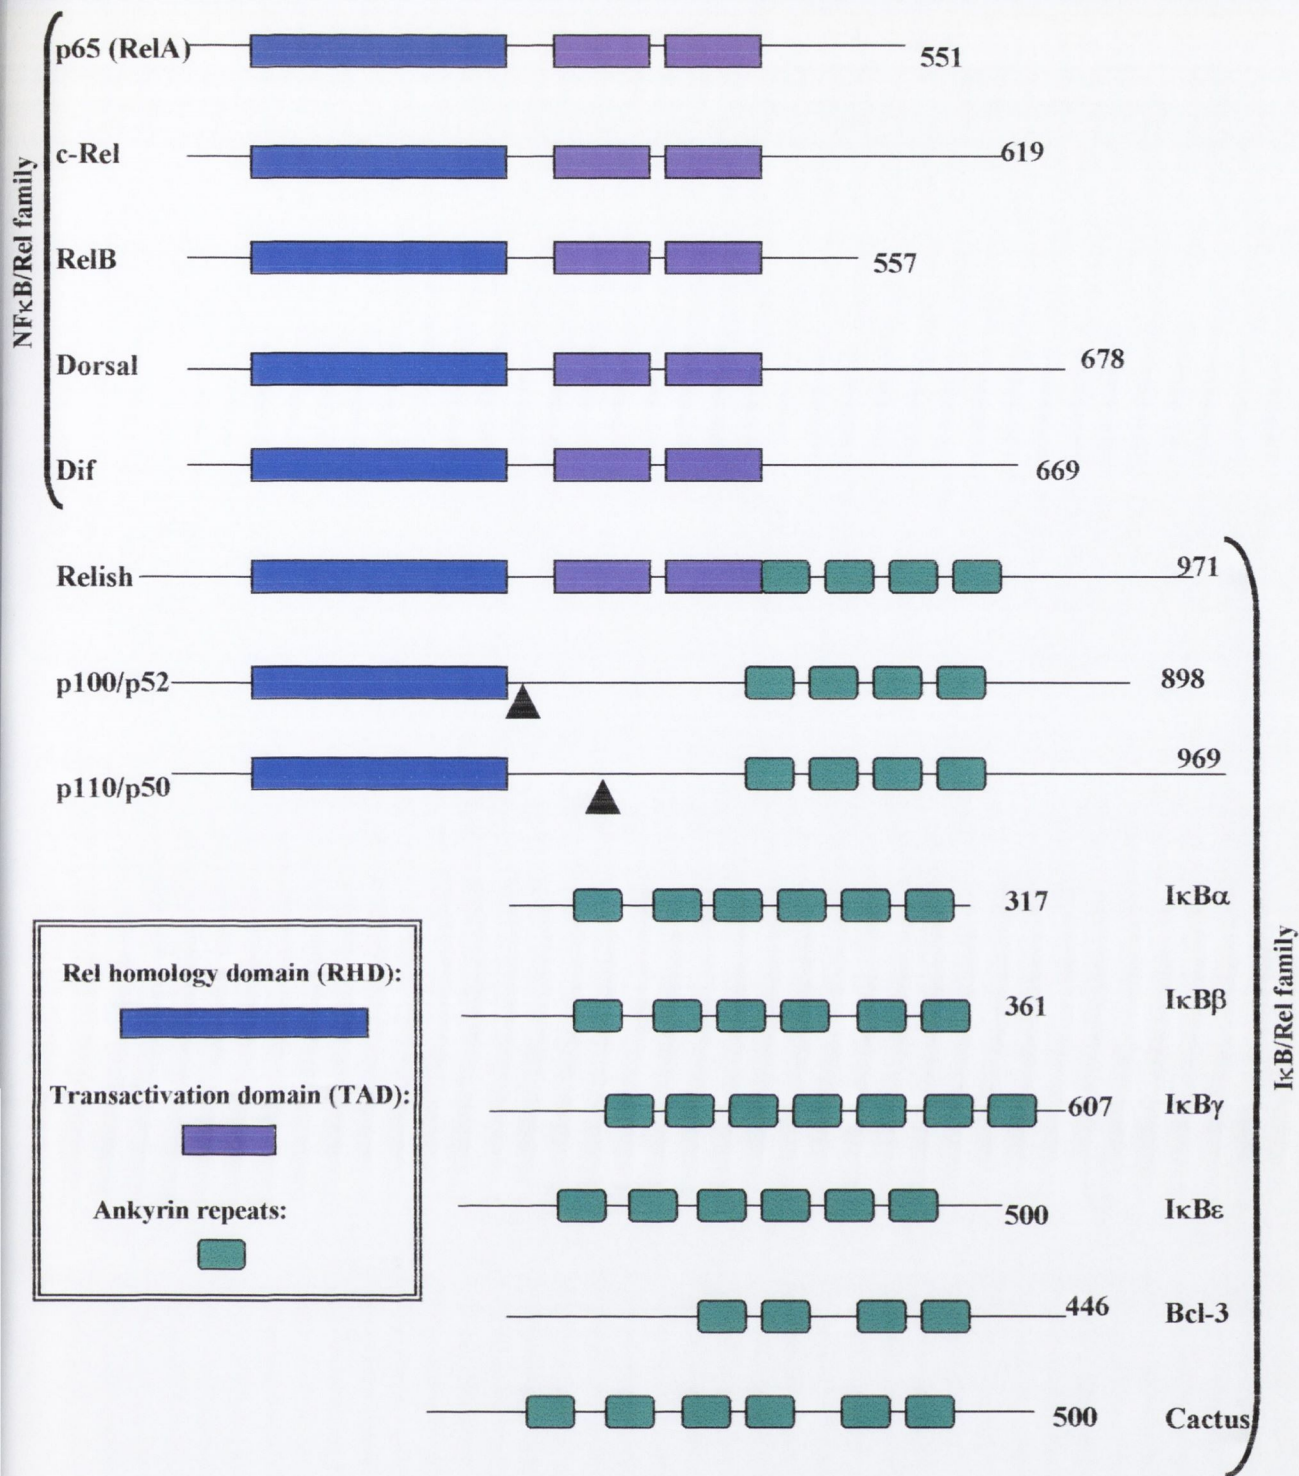 NFκB/Rel family
p65 (RelA) 551
c-Rel 619
RelB 557
Dorsal 678
Dif 669
Relish 971
p100/p52 898
p110/p50 969
IκB/Rel family
317 IκBα
361 IκBβ
607 IκBγ
500 IκBε
446 Bcl-3
500 Cactus
Rel homology domain (RHD):
Transactivation domain (TAD):
Ankyrin repeats: